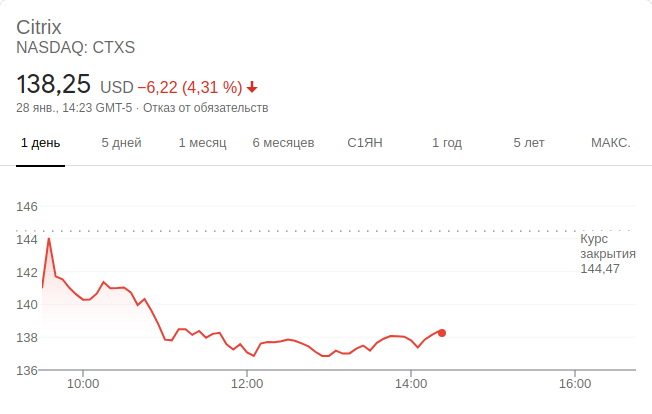 Citrix
NASDAQ: CTXS
138,25 USD −6,22 (4,31 %)
28 янв., 14:23 GMT-5 · Отказ от обязательств
1 день 5 дней 1 месяц 6 месяцев С1ЯН 1 год 5 лет МАКС.
146
144
142
140
138
136
Курс
закрытия
144,47
10:00 12:00 14:00 16:00